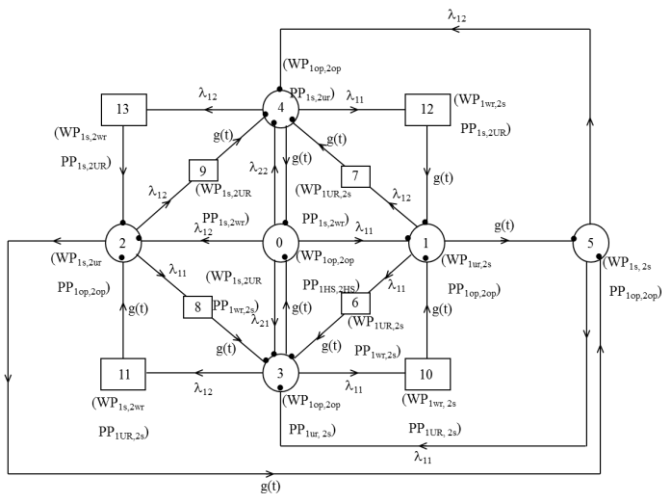 λ₁₂
(WP₁ₒₚ,₂ₒₚ
PP₁ₛ,₂ᵤᵣ)
13
λ₁₂
4
λ₁₁
12
(WP₁wr,₂s
PP₁s,₂UR)
(WP₁s,₂wr
PP₁s,₂UR)
g(t)
g(t)
g(t)
g(t)
9
λ₂₂
7
(WP₁s,₂UR
PP₁s,₂wr)
(WP₁UR,₂s
PP₁s,₂wr)
λ₁₂
λ₁₂
λ₁₂
λ₁₁
g(t)
2
0
1
5
(WP₁s,₂ur
PP₁op,₂op)
(WP₁op,₂op
PP₁HS,₂HS)
(WP₁ur,₂s
PP₁op,₂op)
(WP₁s, ₂s
PP₁op,₂op)
λ₁₁
(WP₁s,₂UR
PP₁wr,₂s)
λ₁₁
8
6
(WP₁UR,₂s
PP₁wr,₂s)
g(t)
g(t)
λ₂₁
g(t)
g(t)
g(t)
11
λ₁₂
3
λ₁₁
10
(WP₁s,₂wr
PP₁UR,₂s)
(WP₁op,₂op
PP₁ur, ₂s)
(WP₁wr, ₂s
PP₁UR, ₂s)
λ₁₁
g(t)